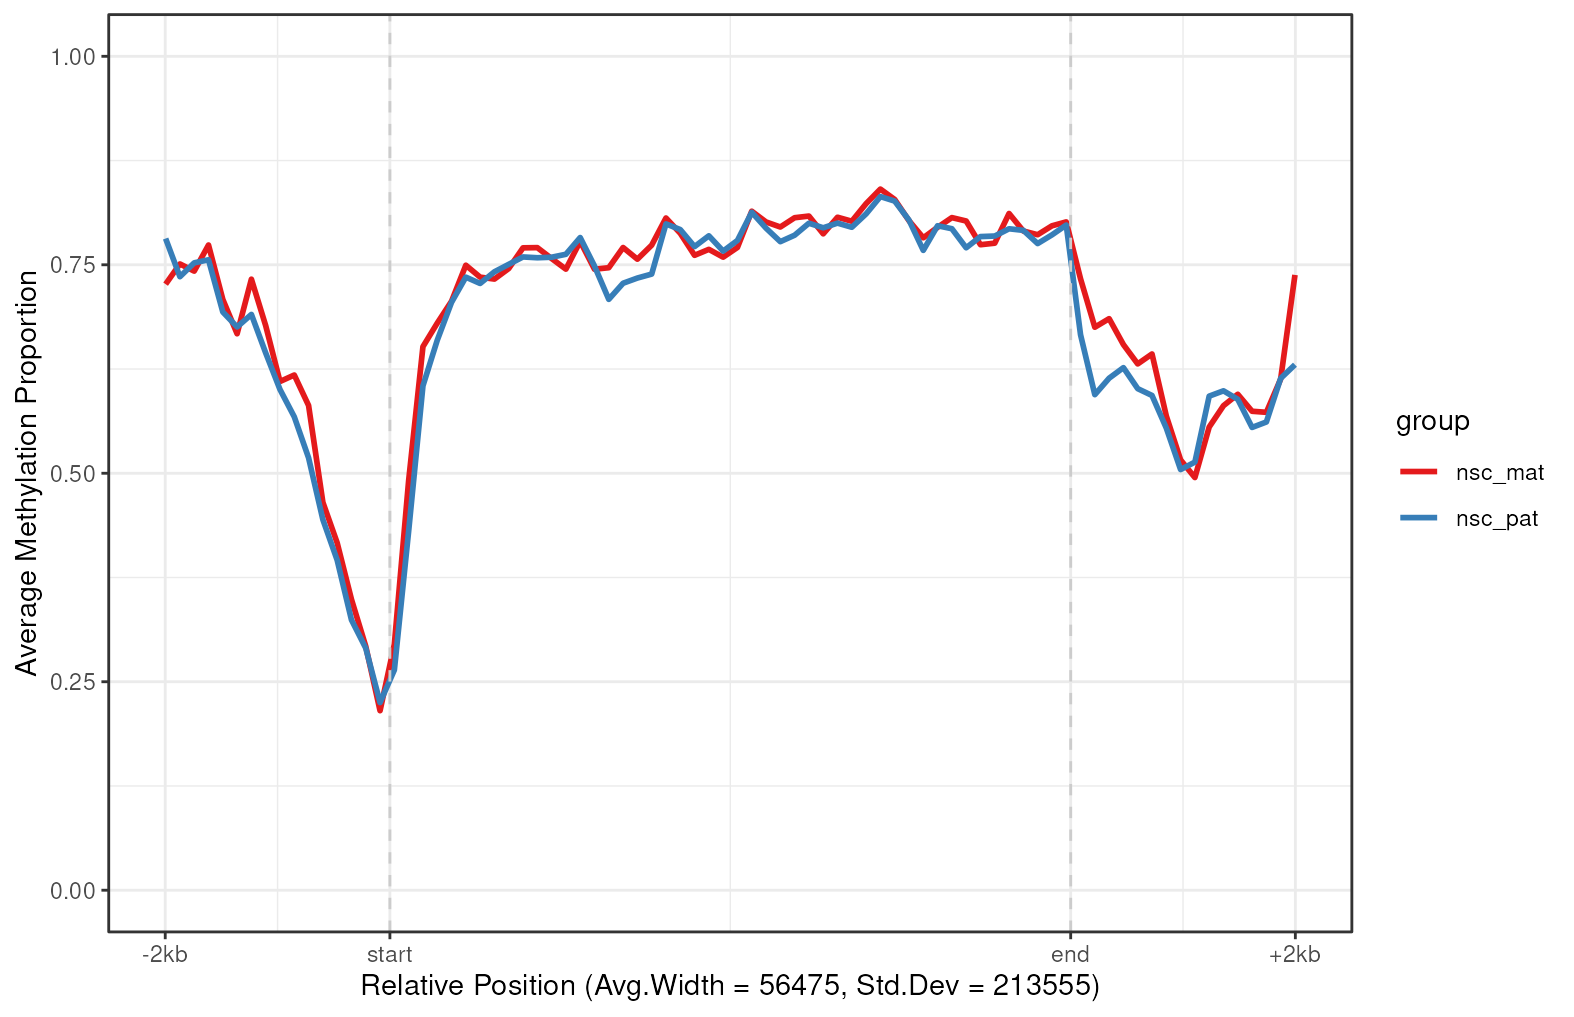 Average Methylation Proportion
1.00
0.75
0.50
0.25
0.00
-2kb
start
end
+2kb
Relative Position (Avg.Width = 56475, Std.Dev = 213555)
group
nsc_mat
nsc_pat